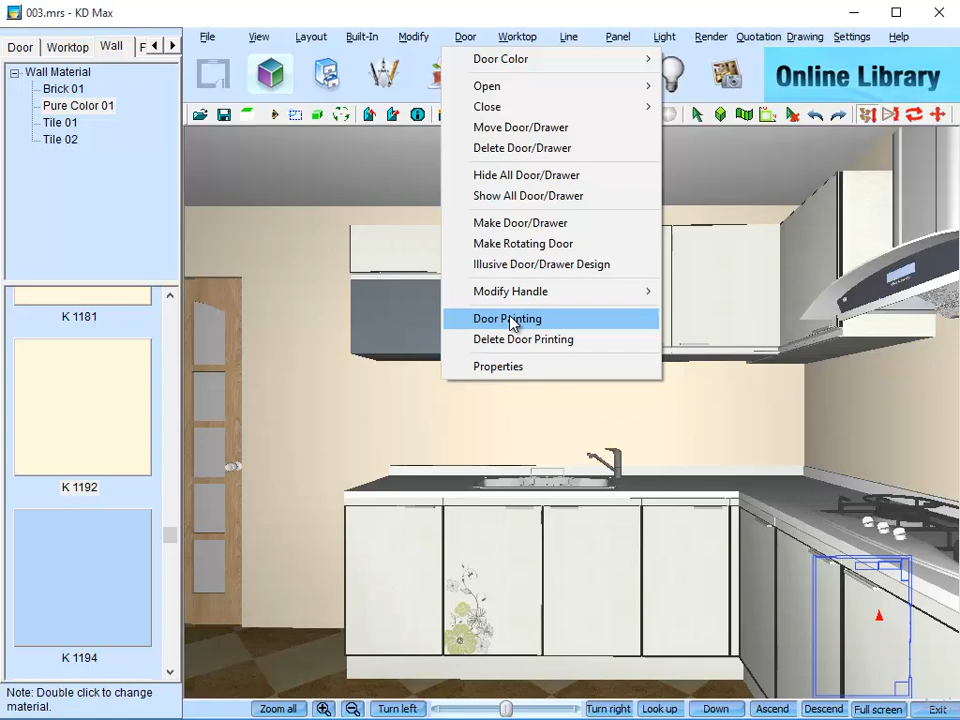 003.mrs - KD Max
File View Layout Built-In Modify Door Worktop Line Panel Light Render Quotation Drawing Settings Help
Door Worktop Wall F
Online Library
Wall Material
Brick 01
Pure Color 01
Tile 01
Tile 02
K 1181
K 1192
K 1194
Note: Double click to change
material.
Door Color
Open
Close
Move Door/Drawer
Delete Door/Drawer
Hide All Door/Drawer
Show All Door/Drawer
Make Door/Drawer
Make Rotating Door
Illusive Door/Drawer Design
Modify Handle
Door Printing
Delete Door Printing
Properties
Zoom all Turn left Turn right Look up Down Ascend Descend Full screen Exit